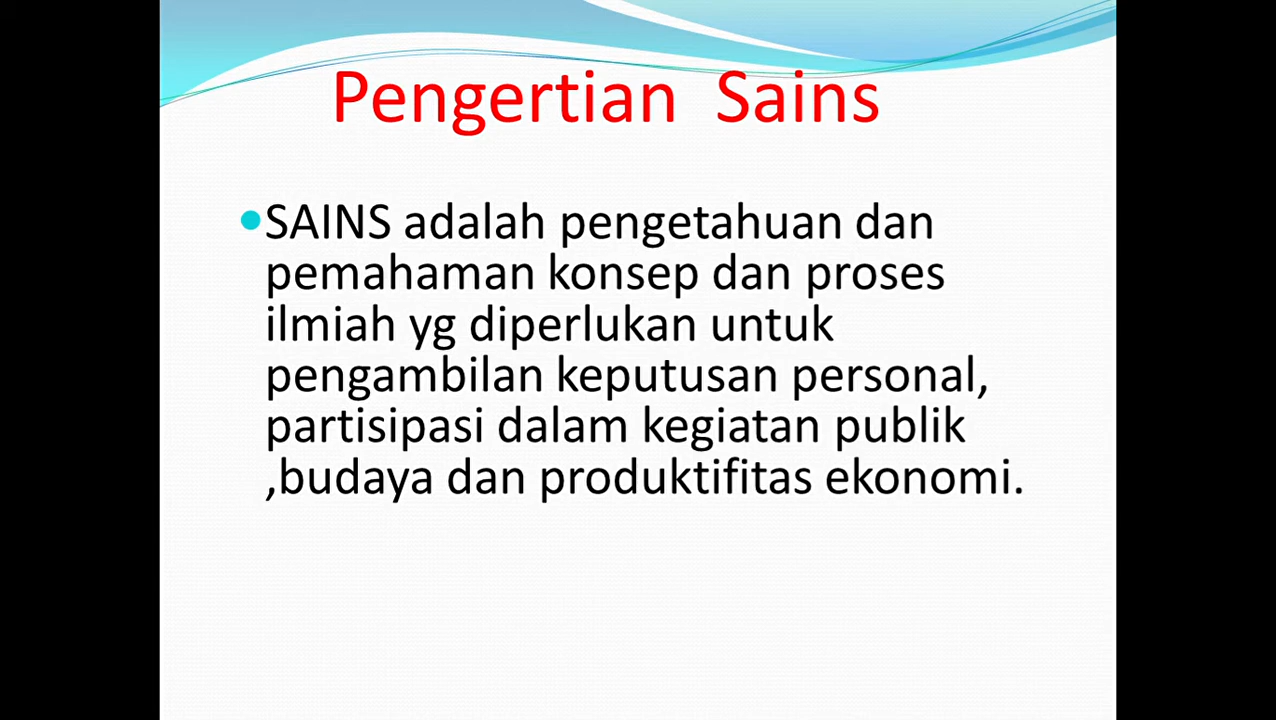 Pengertian Sains
•SAINS adalah pengetahuan dan
pemahaman konsep dan proses
ilmiah yg diperlukan untuk
pengambilan keputusan personal,
partisipasi dalam kegiatan publik
,budaya dan produktifitas ekonomi.